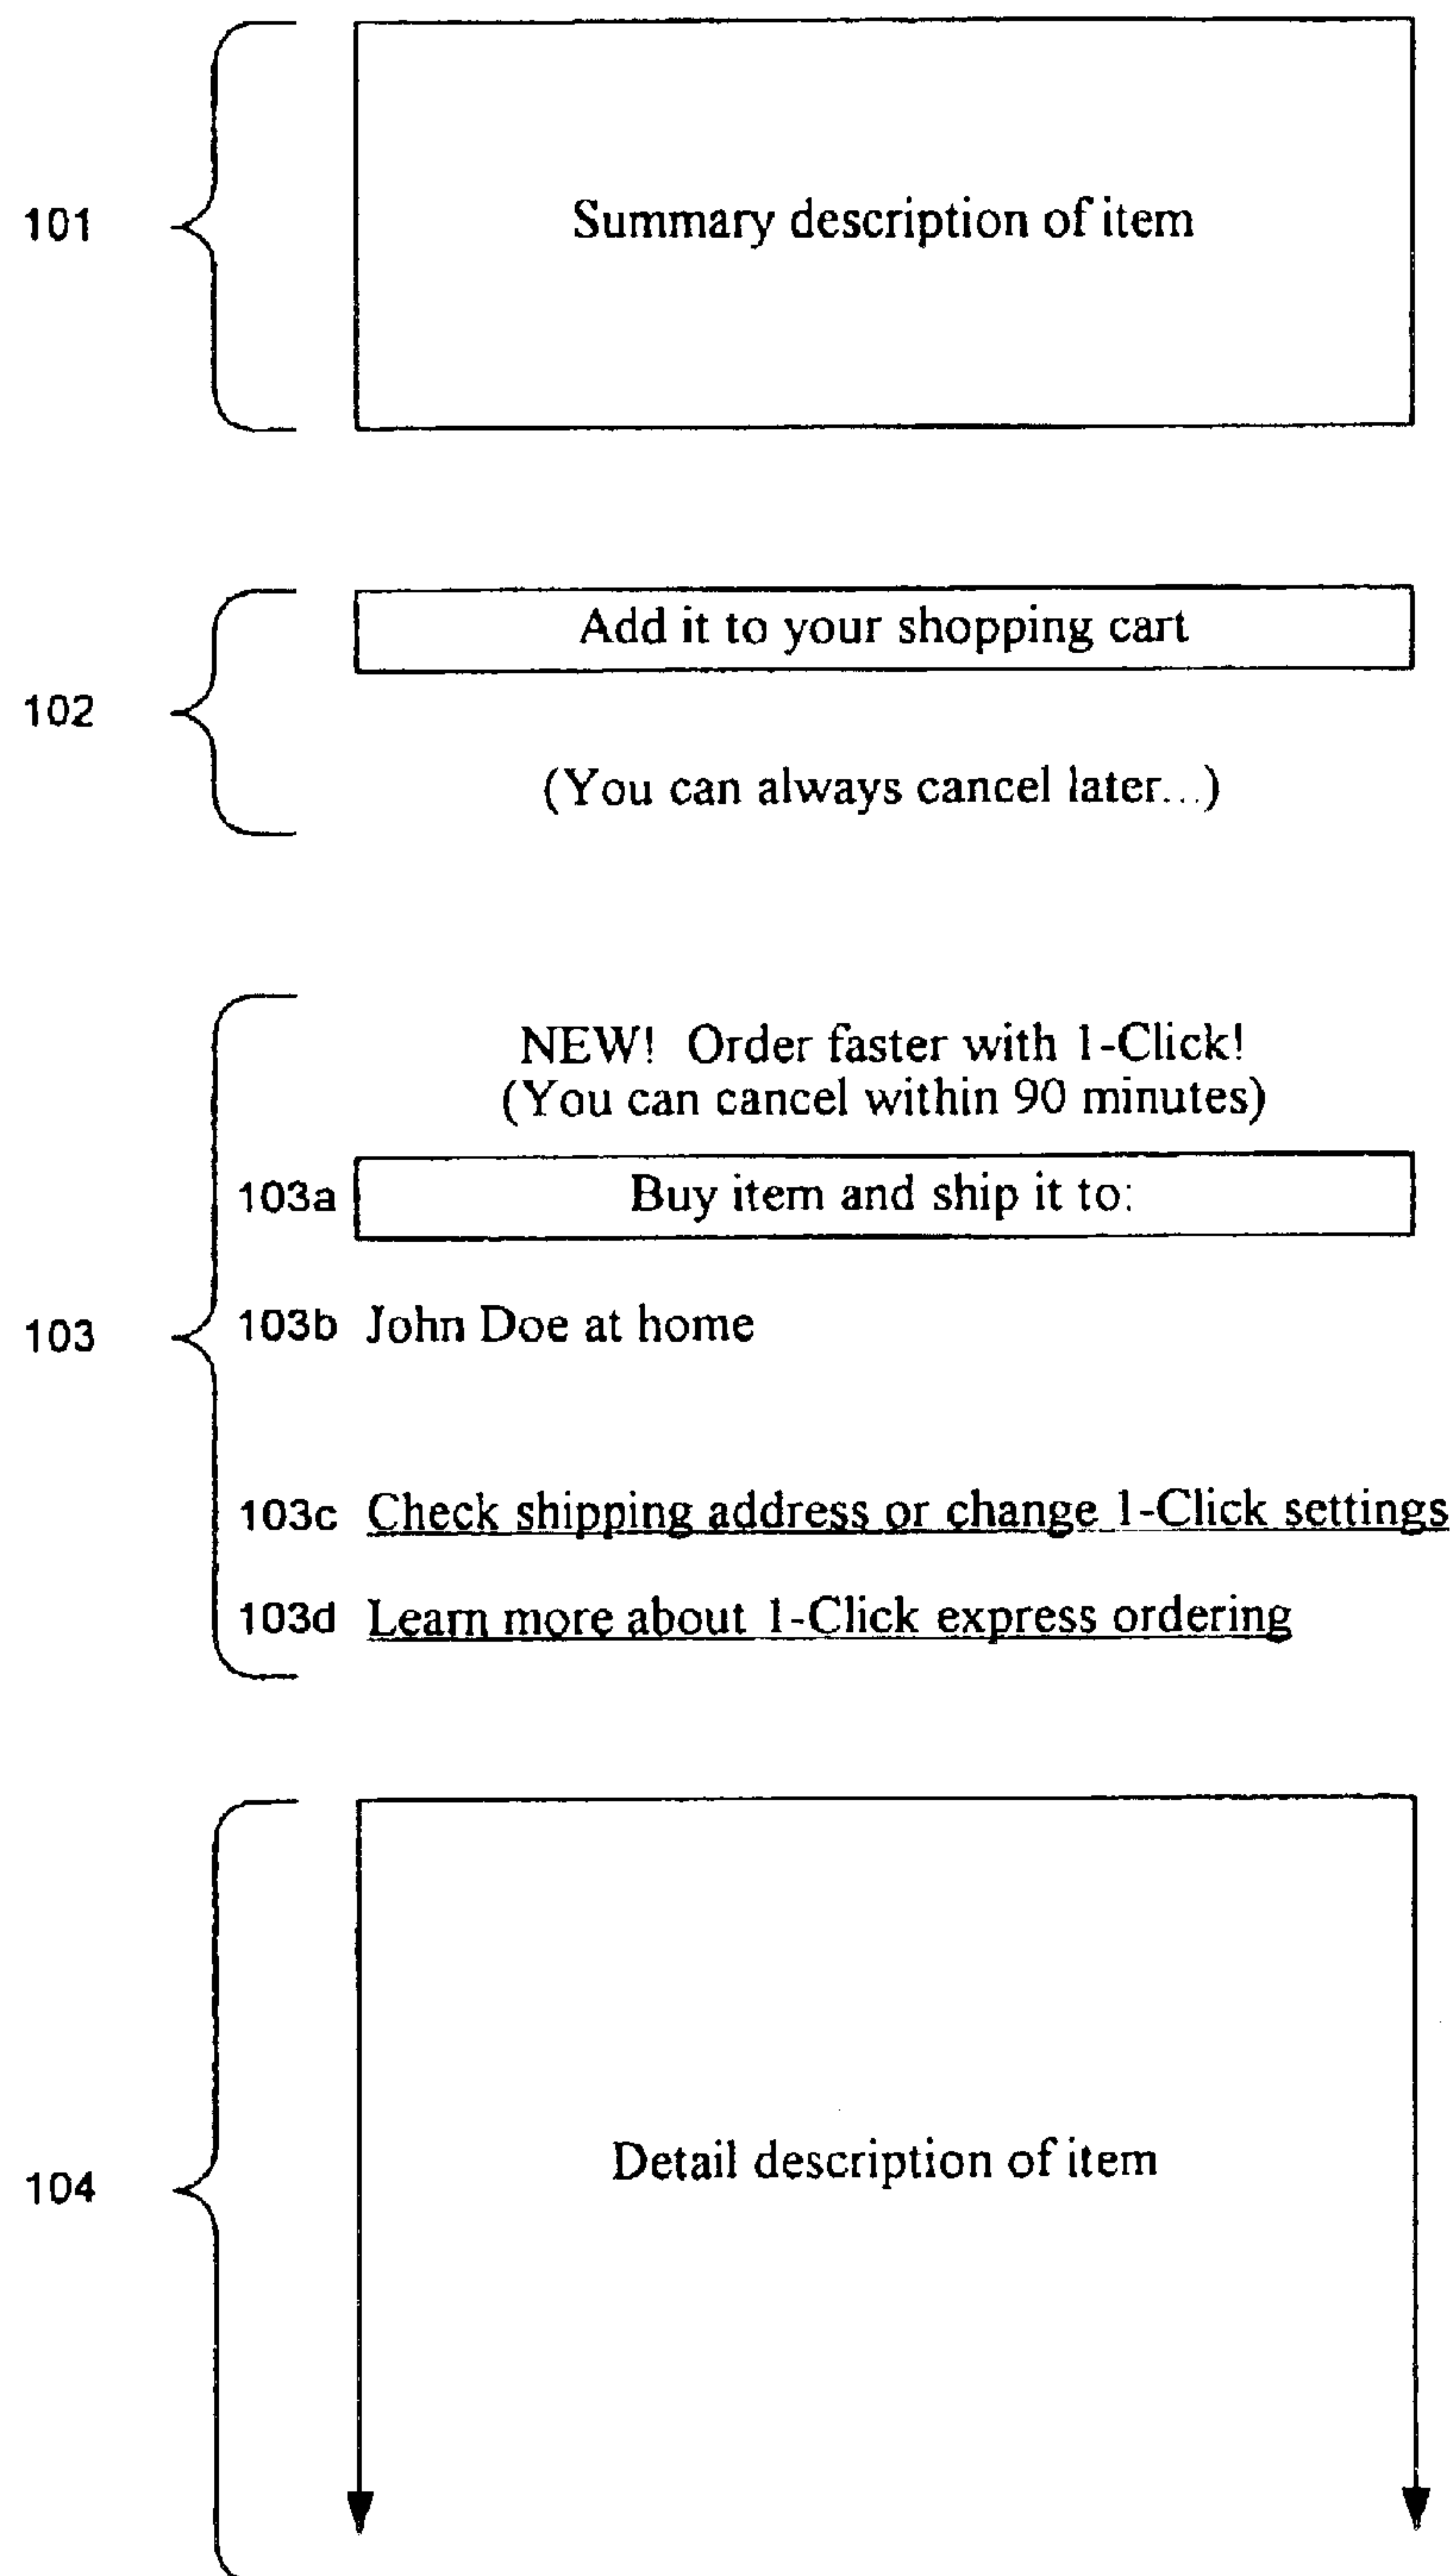 101
Summary description of item
102
Add it to your shopping cart
(You can always cancel later...)
103
NEW! Order faster with 1-Click!
(You can cancel within 90 minutes)
103a Buy item and ship it to:
103b John Doe at home
103c Check shipping address or change 1-Click settings
103d Learn more about 1-Click express ordering
104
Detail description of item